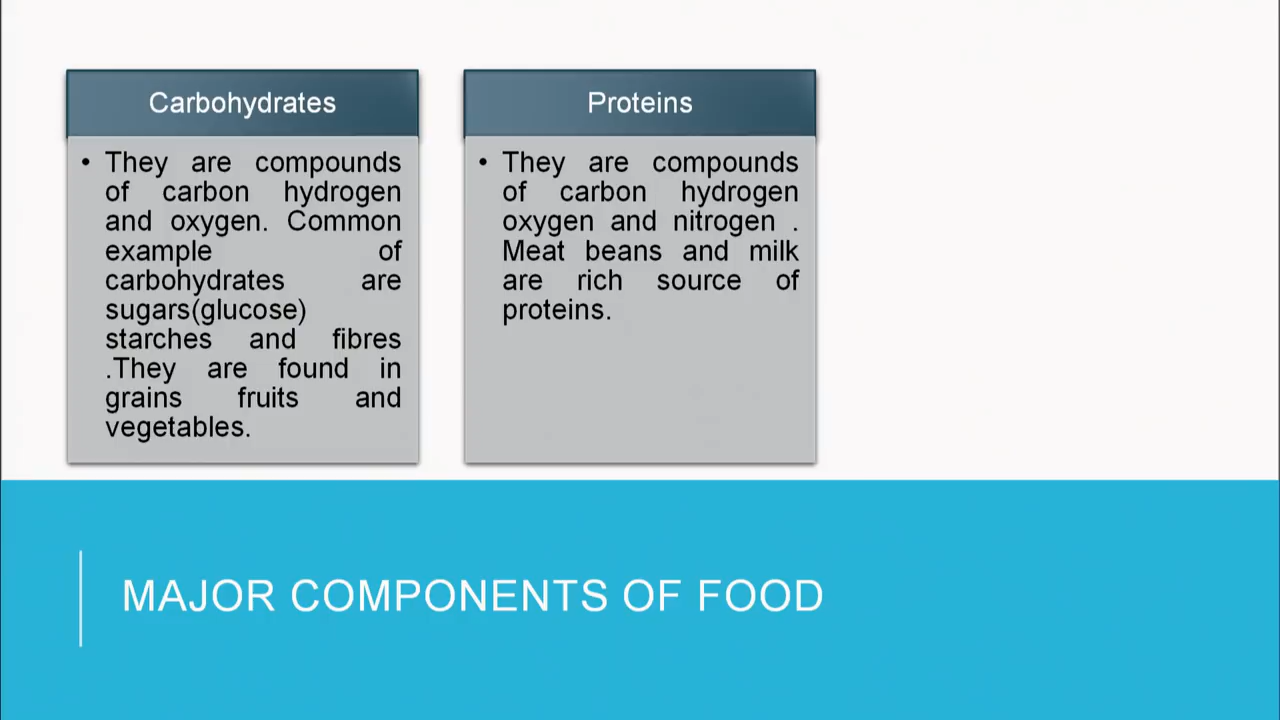 Carbohydrates
• They are compounds
of carbon hydrogen
and oxygen. Common
example of
carbohydrates are
sugars(glucose)
starches and fibres
.They are found in
grains fruits and
vegetables.
Proteins
• They are compounds
of carbon hydrogen
oxygen and nitrogen .
Meat beans and milk
are rich source of
proteins.
MAJOR COMPONENTS OF FOOD